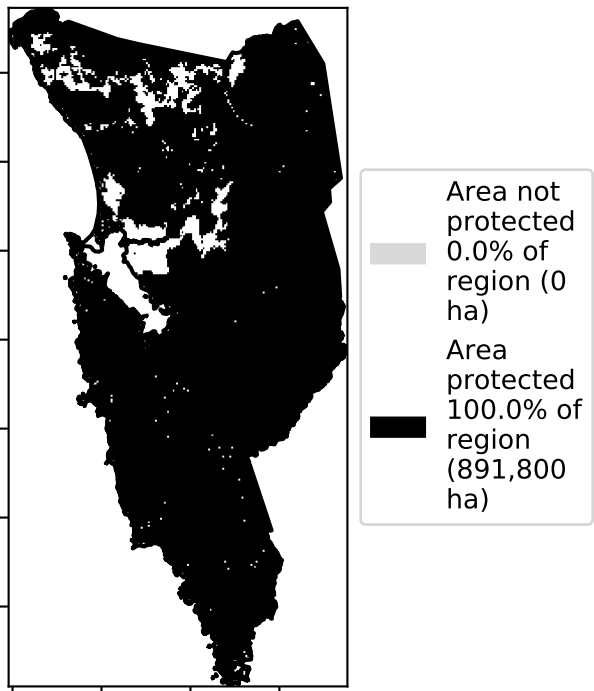 Area not
protected
0.0% of
region (0
ha)
Area
protected
100.0% of
region
(891,800
ha)